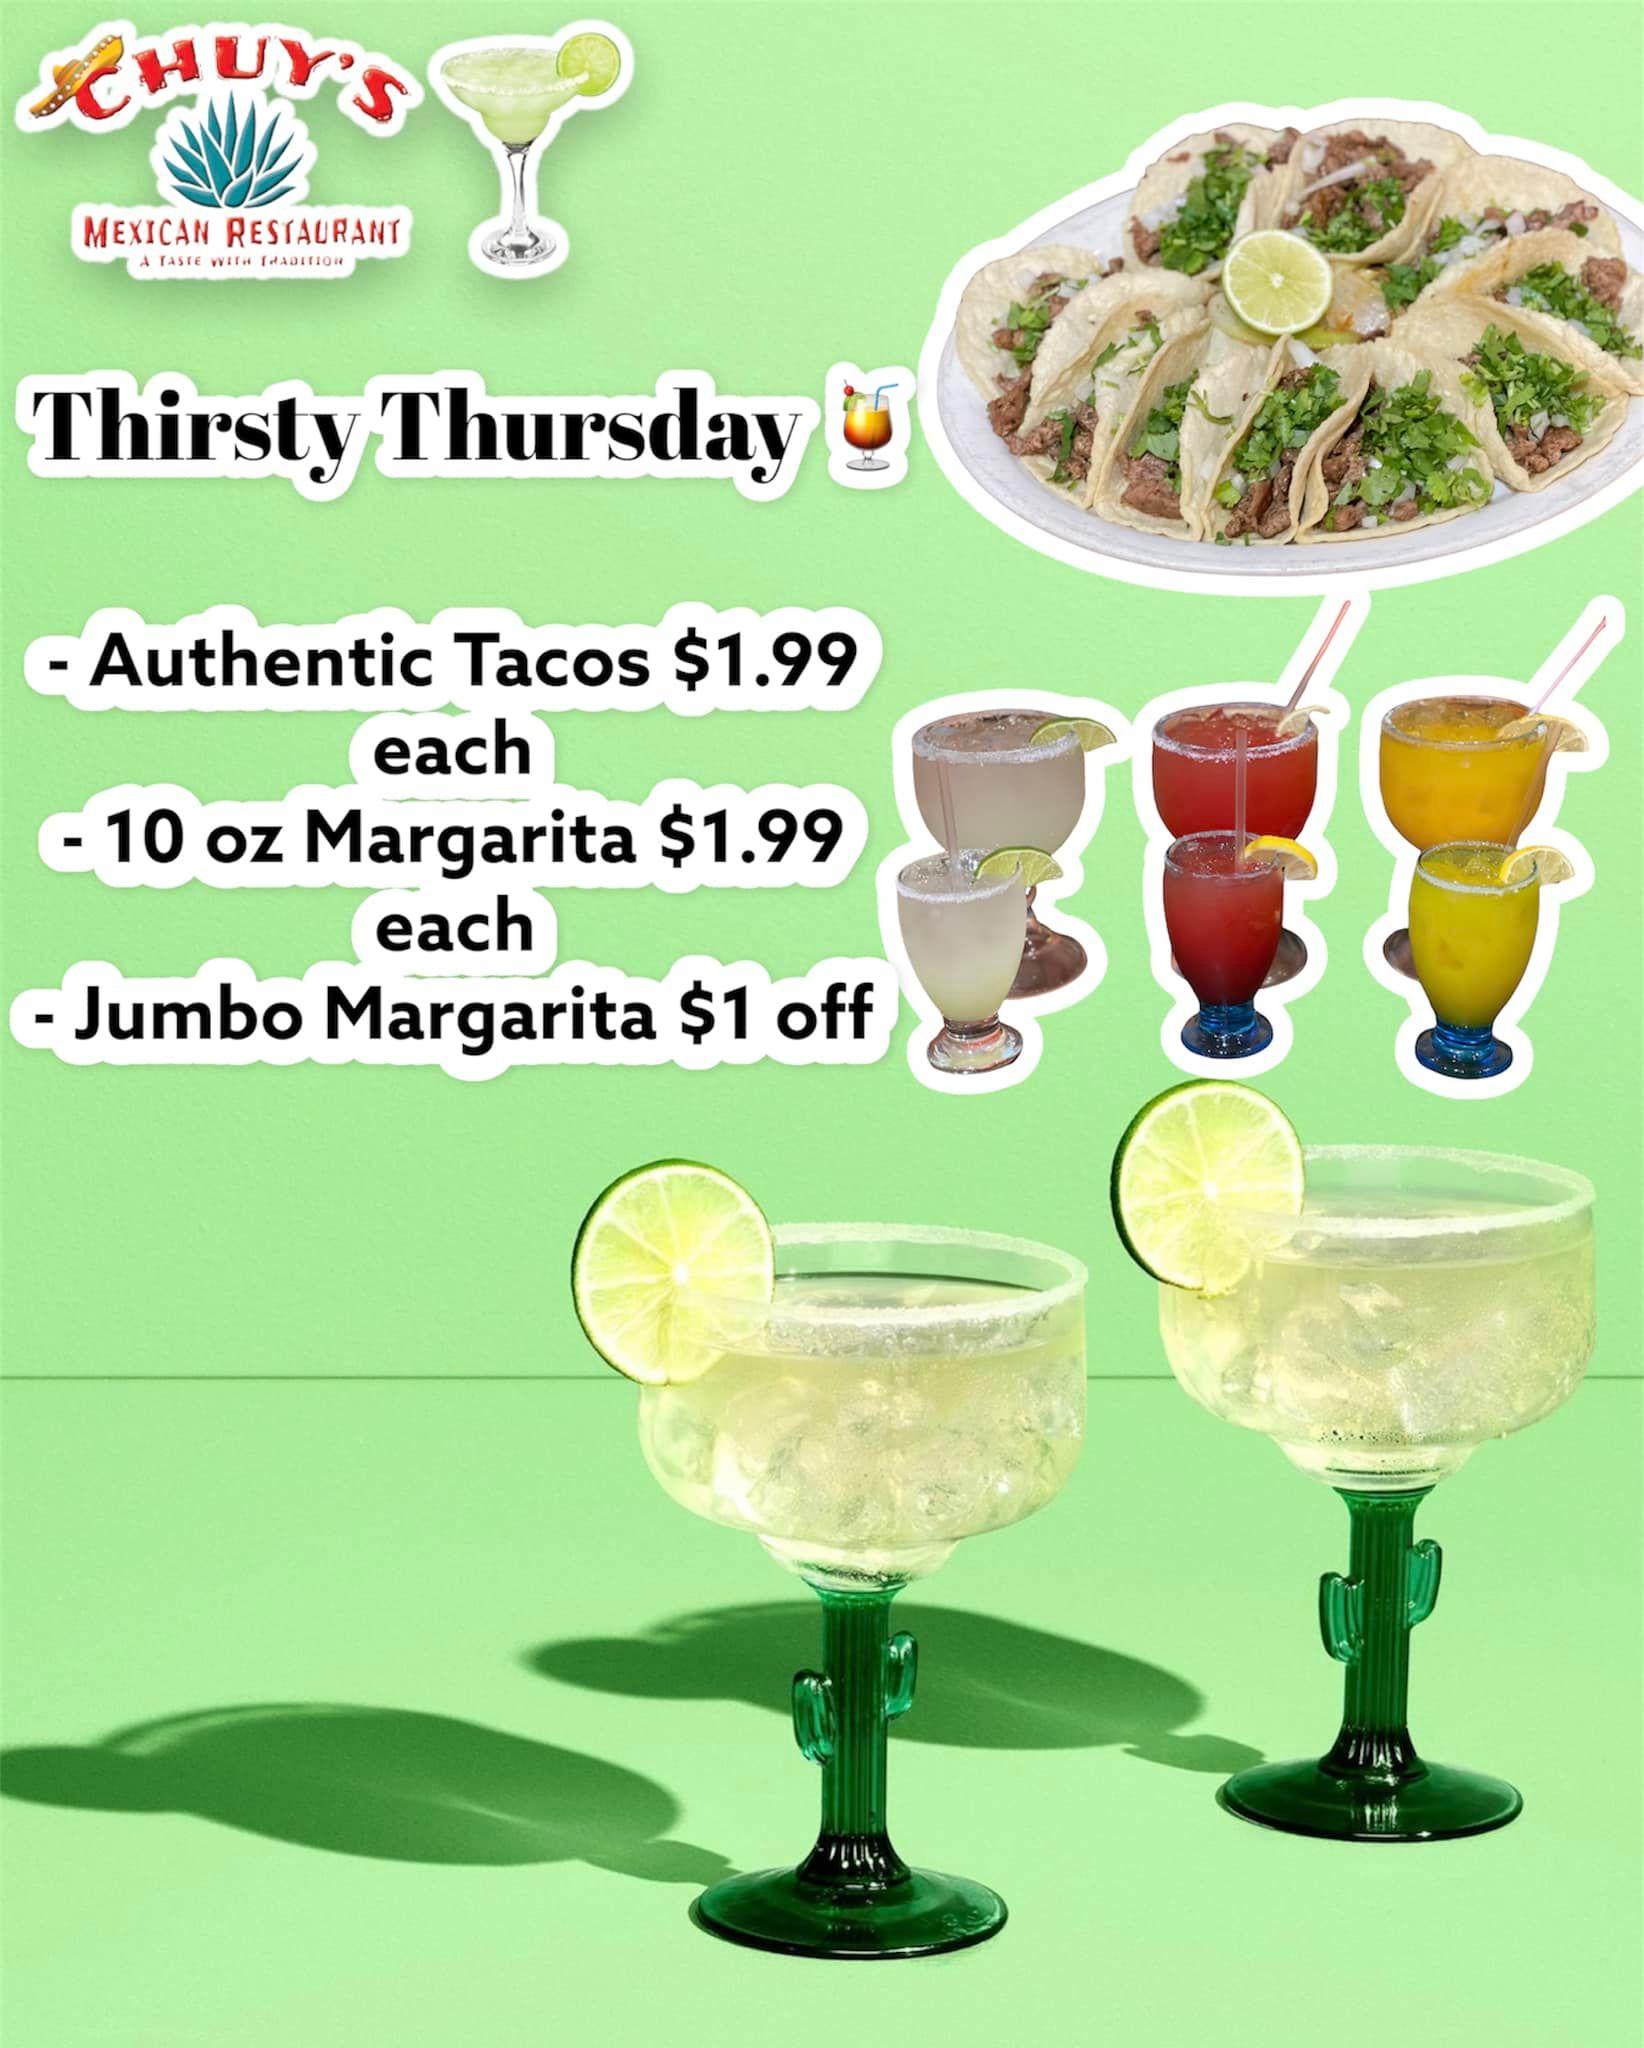 CHUY'S
MEXICAN RESTAURANT
A TASTE WITH TRADITION
Thirsty Thursday 🍹
- Authentic Tacos $1.99
each
- 10 oz Margarita $1.99
each
- Jumbo Margarita $1 off